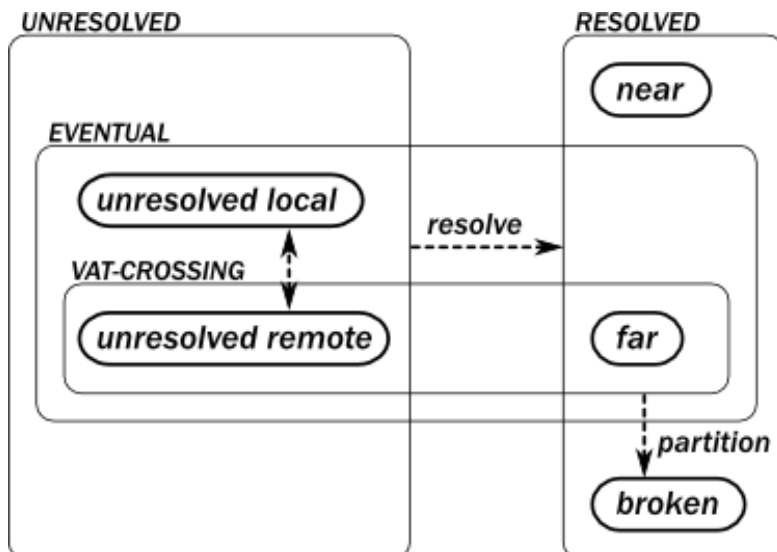 UNRESOLVED
RESOLVED
near
EVENTUAL
unresolved local
resolve
VAT-CROSSING
unresolved remote
far
partition
broken